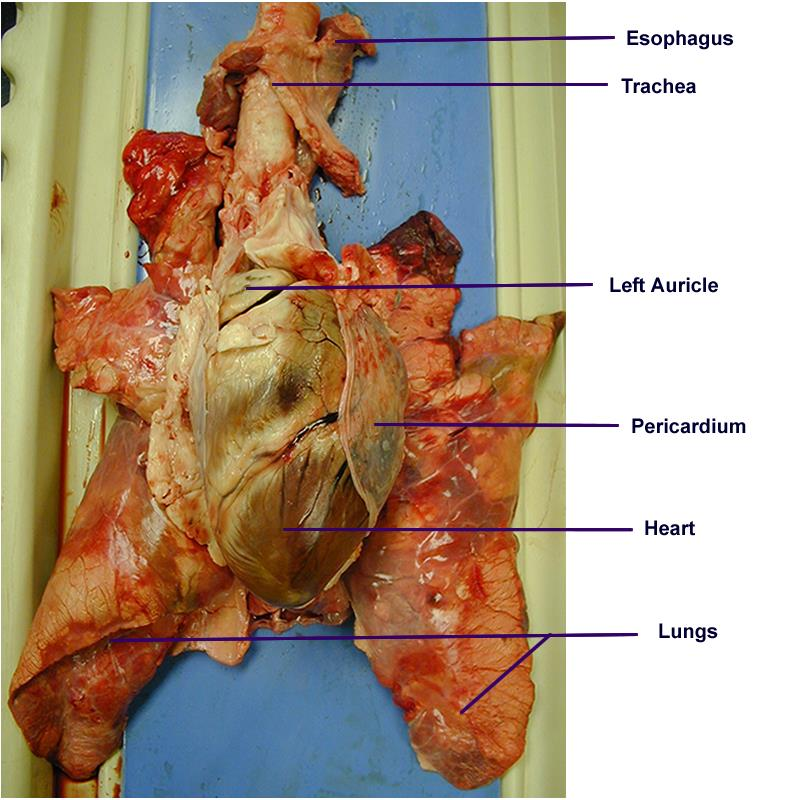 Esophagus
Trachea
Left Auricle
Pericardium
Heart
Lungs